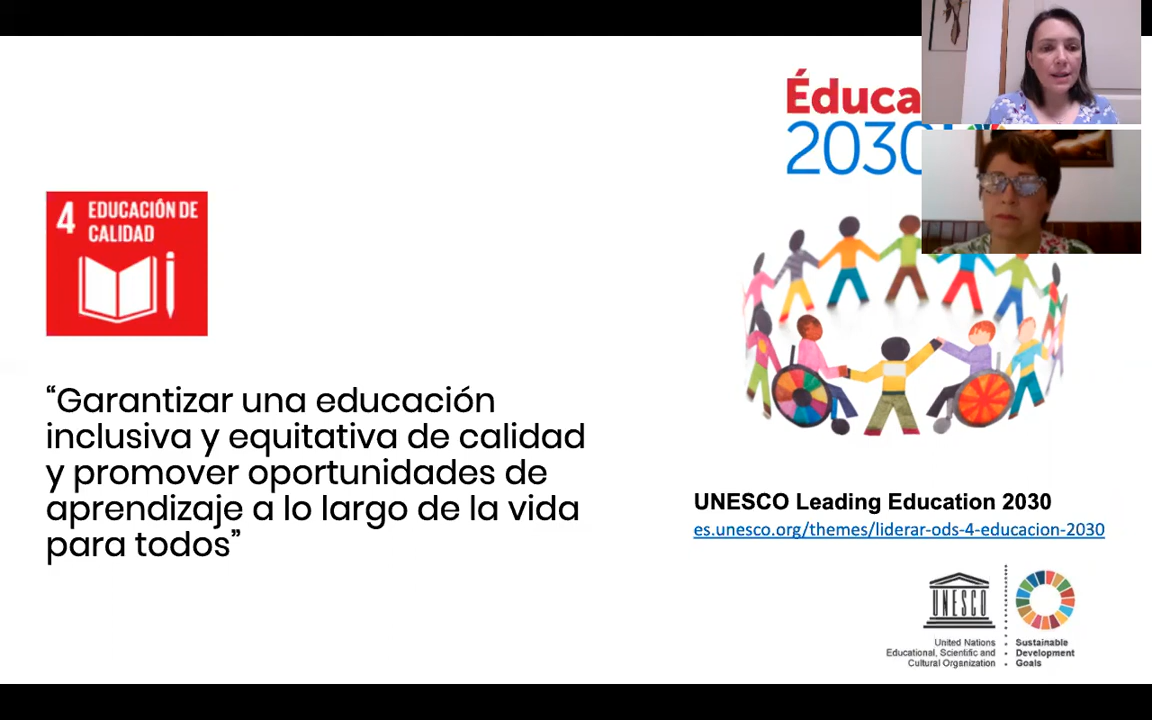 Éduca
2030
4 EDUCACIÓN DE
CALIDAD
“Garantizar una educación
inclusiva y equitativa de calidad
y promover oportunidades de
aprendizaje a lo largo de la vida
para todos”
UNESCO Leading Education 2030
es.unesco.org/themes/liderar-ods-4-educacion-2030
UNESCO
United Nations
Educational, Scientific and
Cultural Organization
Sustainable
Development
Goals